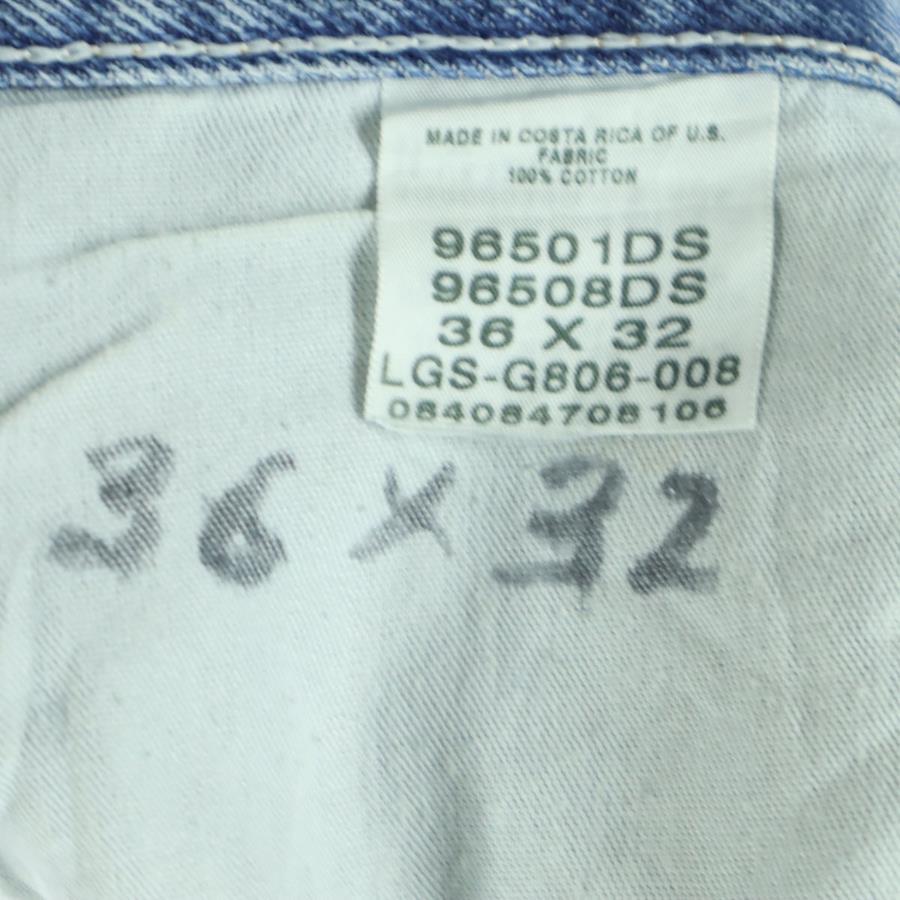 MADE IN COSTA RICA OF U.S.
FABRIC
100% COTTON
96501DS
96508DS
36 X 32
LGS-G806-008
084084708106
36 x 32